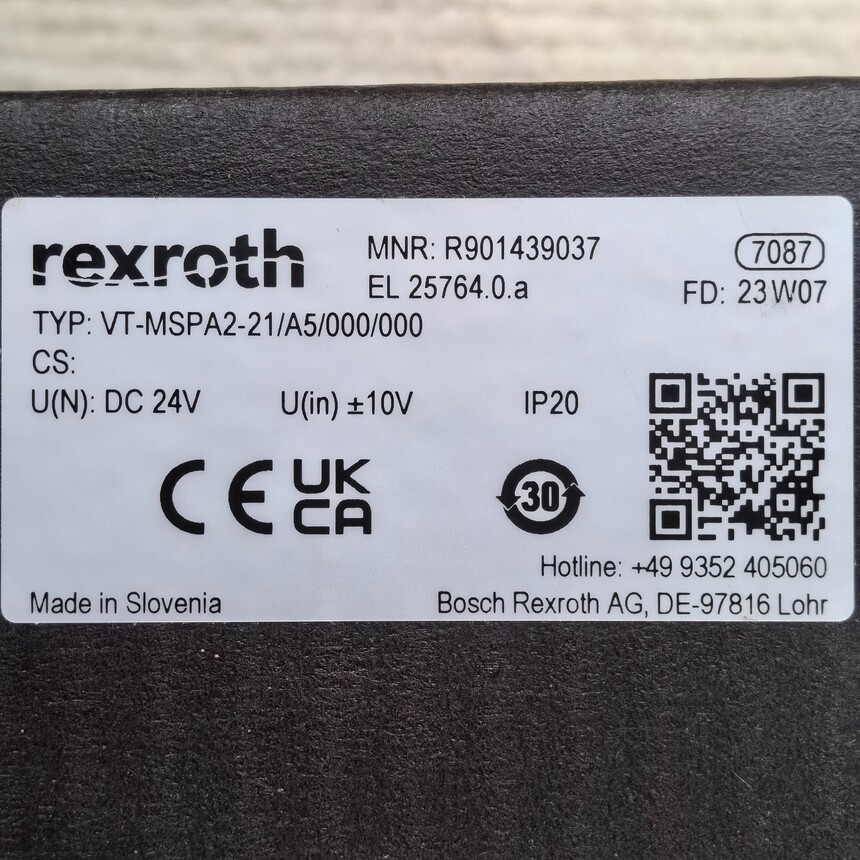 rexroth
MNR: R901439037
7087
EL 25764.0.a
FD: 23W07
TYP: VT-MSPA2-21/A5/000/000
CS:
U(N): DC 24V
U(in) ±10V
IP20
CE
UK
CA
30
Hotline: +49 9352 405060
Made in Slovenia
Bosch Rexroth AG, DE-97816 Lohr